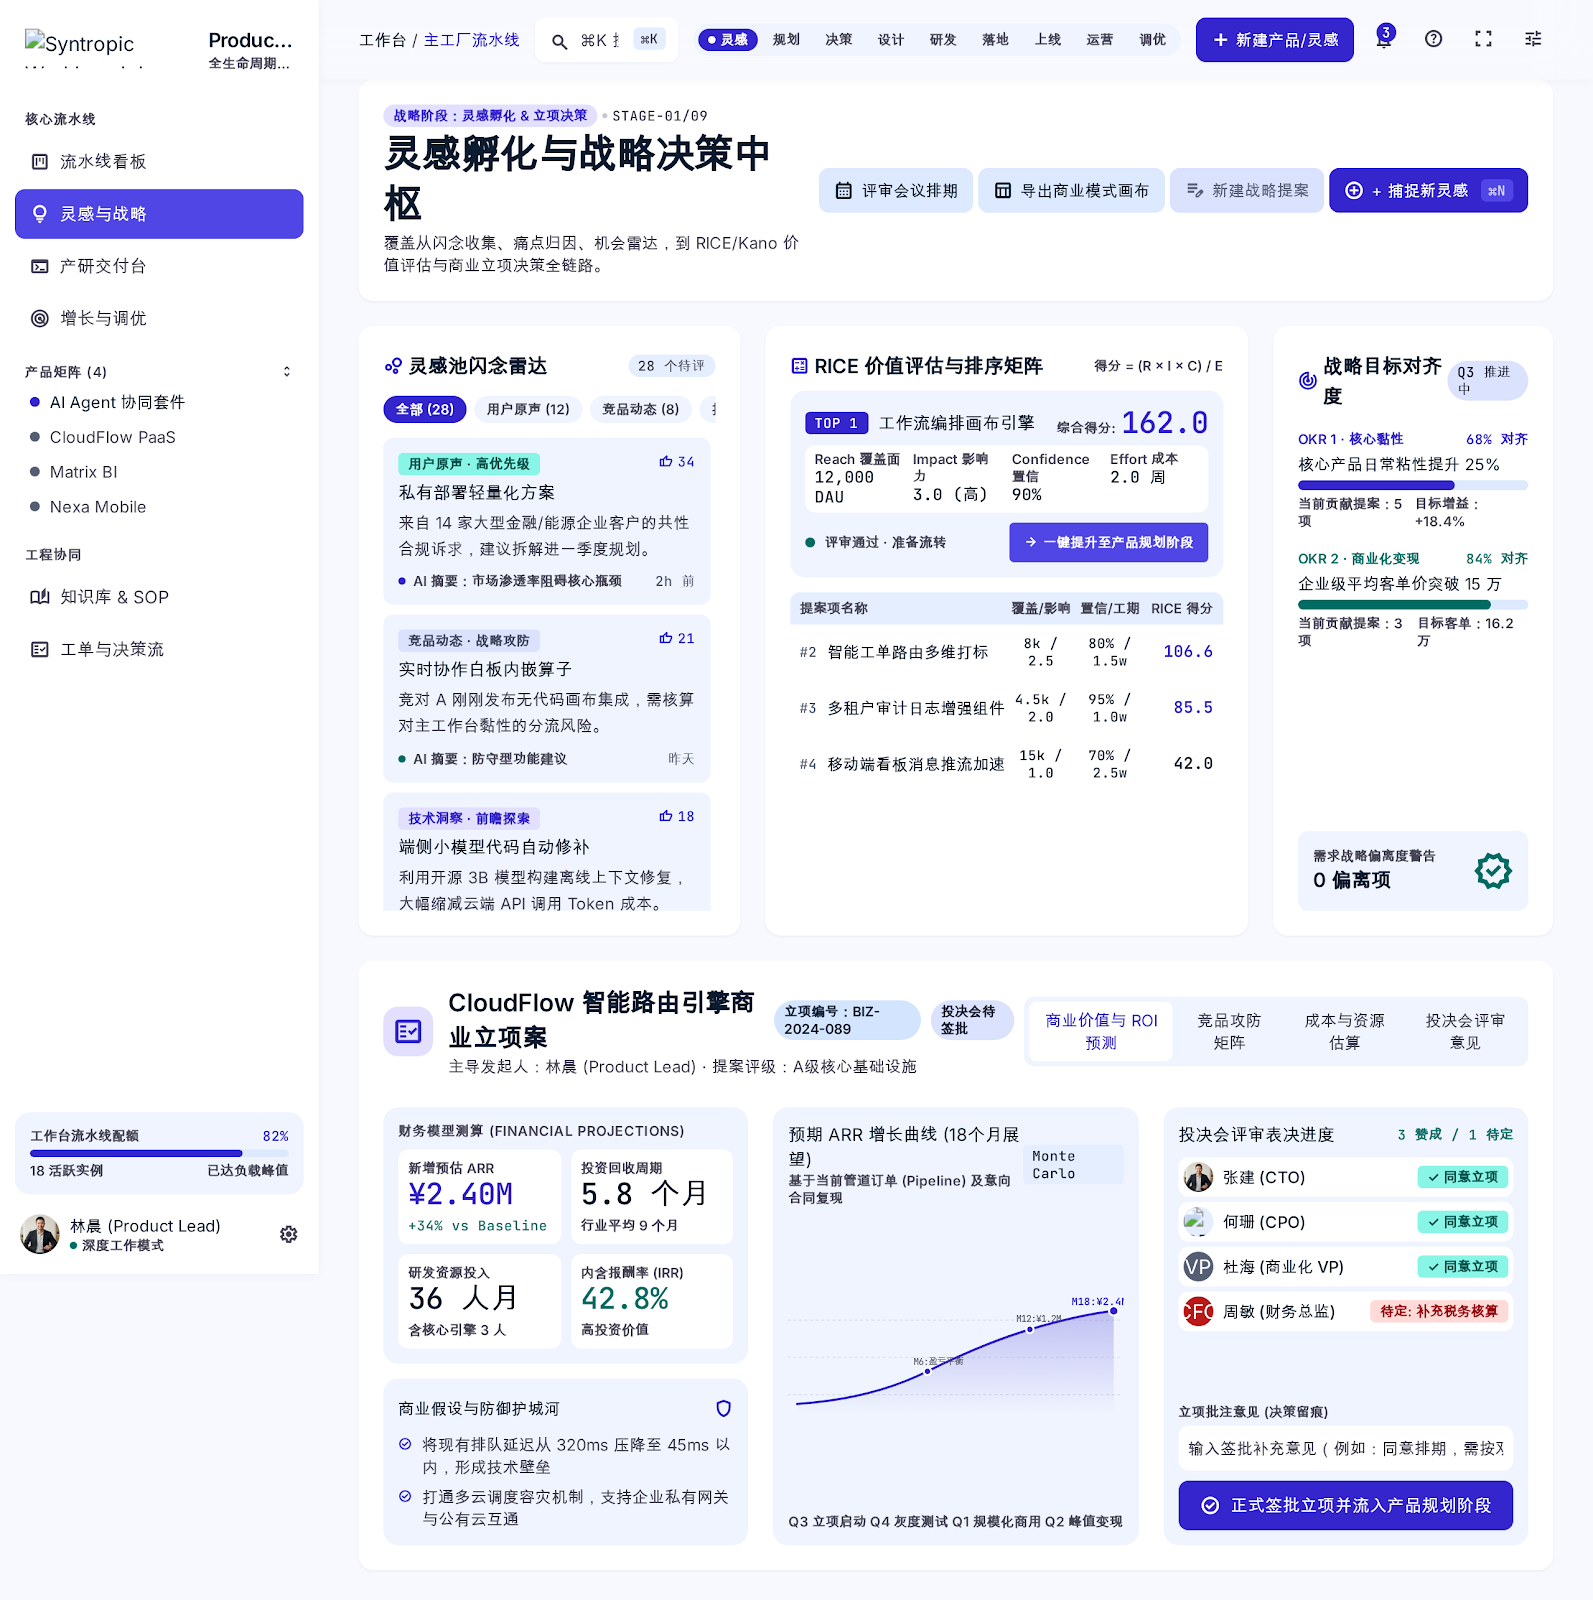 Syntropic
Produc...
全生命周期...
核心流水线
流水线看板
灵感与战略
产研交付台
增长与调优
产品矩阵 (4)
AI Agent 协同套件
CloudFlow PaaS
Matrix BI
Nexa Mobile
工程协同
知识库 & SOP
工单与决策流
工作台流水线配额
82%
18 活跃实例
已达负载峰值
林晨 (Product Lead)
深度工作模式
工作台 / 主工厂流水线
⌘K
⌘K
灵感
规划
决策
设计
研发
落地
上线
运营
调优
新建产品/灵感
3
战略阶段：灵感孵化 & 立项决策
STAGE-01/09
灵感孵化与战略决策中
枢
覆盖从闪念收集、痛点归因、机会雷达，到 RICE/Kano 价
值评估与商业立项决策全链路。
评审会议排期
导出商业模式画布
新建战略提案
+ 捕捉新灵感
⌘N
灵感池闪念雷达
28 个待评
全部 (28)
用户原声 (12)
竞品动态 (8)
用户原声 · 高优先级
34
私有部署轻量化方案
来自 14 家大型金融/能源企业客户的共性
合规诉求，建议拆解进一季度规划。
AI 摘要：市场渗透率阻碍核心瓶颈
2h 前
竞品动态 · 战略攻防
21
实时协作白板内嵌算子
竞对 A 刚刚发布无代码画布集成，需核算
对主工作台黏性的分流风险。
AI 摘要：防守型功能建议
昨天
技术洞察 · 前瞻探索
18
端侧小模型代码自动修补
利用开源 3B 模型构建离线上下文修复，
大幅缩减云端 API 调用 Token 成本。
RICE 价值评估与排序矩阵
得分 = (R × I × C) / E
TOP 1
工作流编排画布引擎
综合得分:
162.0
Reach 覆盖面
12,000
DAU
Impact 影响
力
3.0 (高)
Confidence
置信
90%
Effort 成本
2.0 周
评审通过 · 准备流转
一键提升至产品规划阶段
提案项名称
覆盖/影响
置信/工期
RICE 得分
#2
智能工单路由多维打标
8k /
2.5
80% /
1.5w
106.6
#3
多租户审计日志增强组件
4.5k /
2.0
95% /
1.0w
85.5
#4
移动端看板消息推流加速
15k /
1.0
70% /
2.5w
42.0
战略目标对齐
度
Q3 推进
中
OKR 1 · 核心黏性
68% 对齐
核心产品日常粘性提升 25%
当前贡献提案：5
项
目标增益：
+18.4%
OKR 2 · 商业化变现
84% 对齐
企业级平均客单价突破 15 万
当前贡献提案：3
项
目标客单：16.2
万
需求战略偏离度警告
0 偏离项
CloudFlow 智能路由引擎商
业立项案
立项编号：BIZ-
2024-089
投决会待
签批
主导发起人：林晨 (Product Lead) · 提案评级：A级核心基础设施
商业价值与 ROI
预测
竞品攻防
矩阵
成本与资源
估算
投决会评审
意见
财务模型测算 (FINANCIAL PROJECTIONS)
新增预估 ARR
¥2.40M
+34% vs Baseline
投资回收周期
5.8 个月
行业平均 9 个月
研发资源投入
36 人月
含核心引擎 3 人
内含报酬率 (IRR)
42.8%
高投资价值
商业假设与防御护城河
将现有排队延迟从 320ms 压降至 45ms 以
内，形成技术壁垒
打通多云调度容灾机制，支持企业私有网关
与公有云互通
预期 ARR 增长曲线 (18个月展
望)
基于当前管道订单 (Pipeline) 及意向
合同复现
Monte
Carlo
M6:盈亏平衡
M12:¥1.2M
M18:¥2.4
Q3 立项启动 Q4 灰度测试 Q1 规模化商用 Q2 峰值变现
投决会评审表决进度
3 赞成 / 1 待定
张建 (CTO)
同意立项
何珊 (CPO)
同意立项
VP
杜海 (商业化 VP)
同意立项
CFO
周敏 (财务总监)
待定: 补充税务核算
立项批注意见 (决策留痕)
输入签批补充意见（例如：同意排期，需按
正式签批立项并流入产品规划阶段